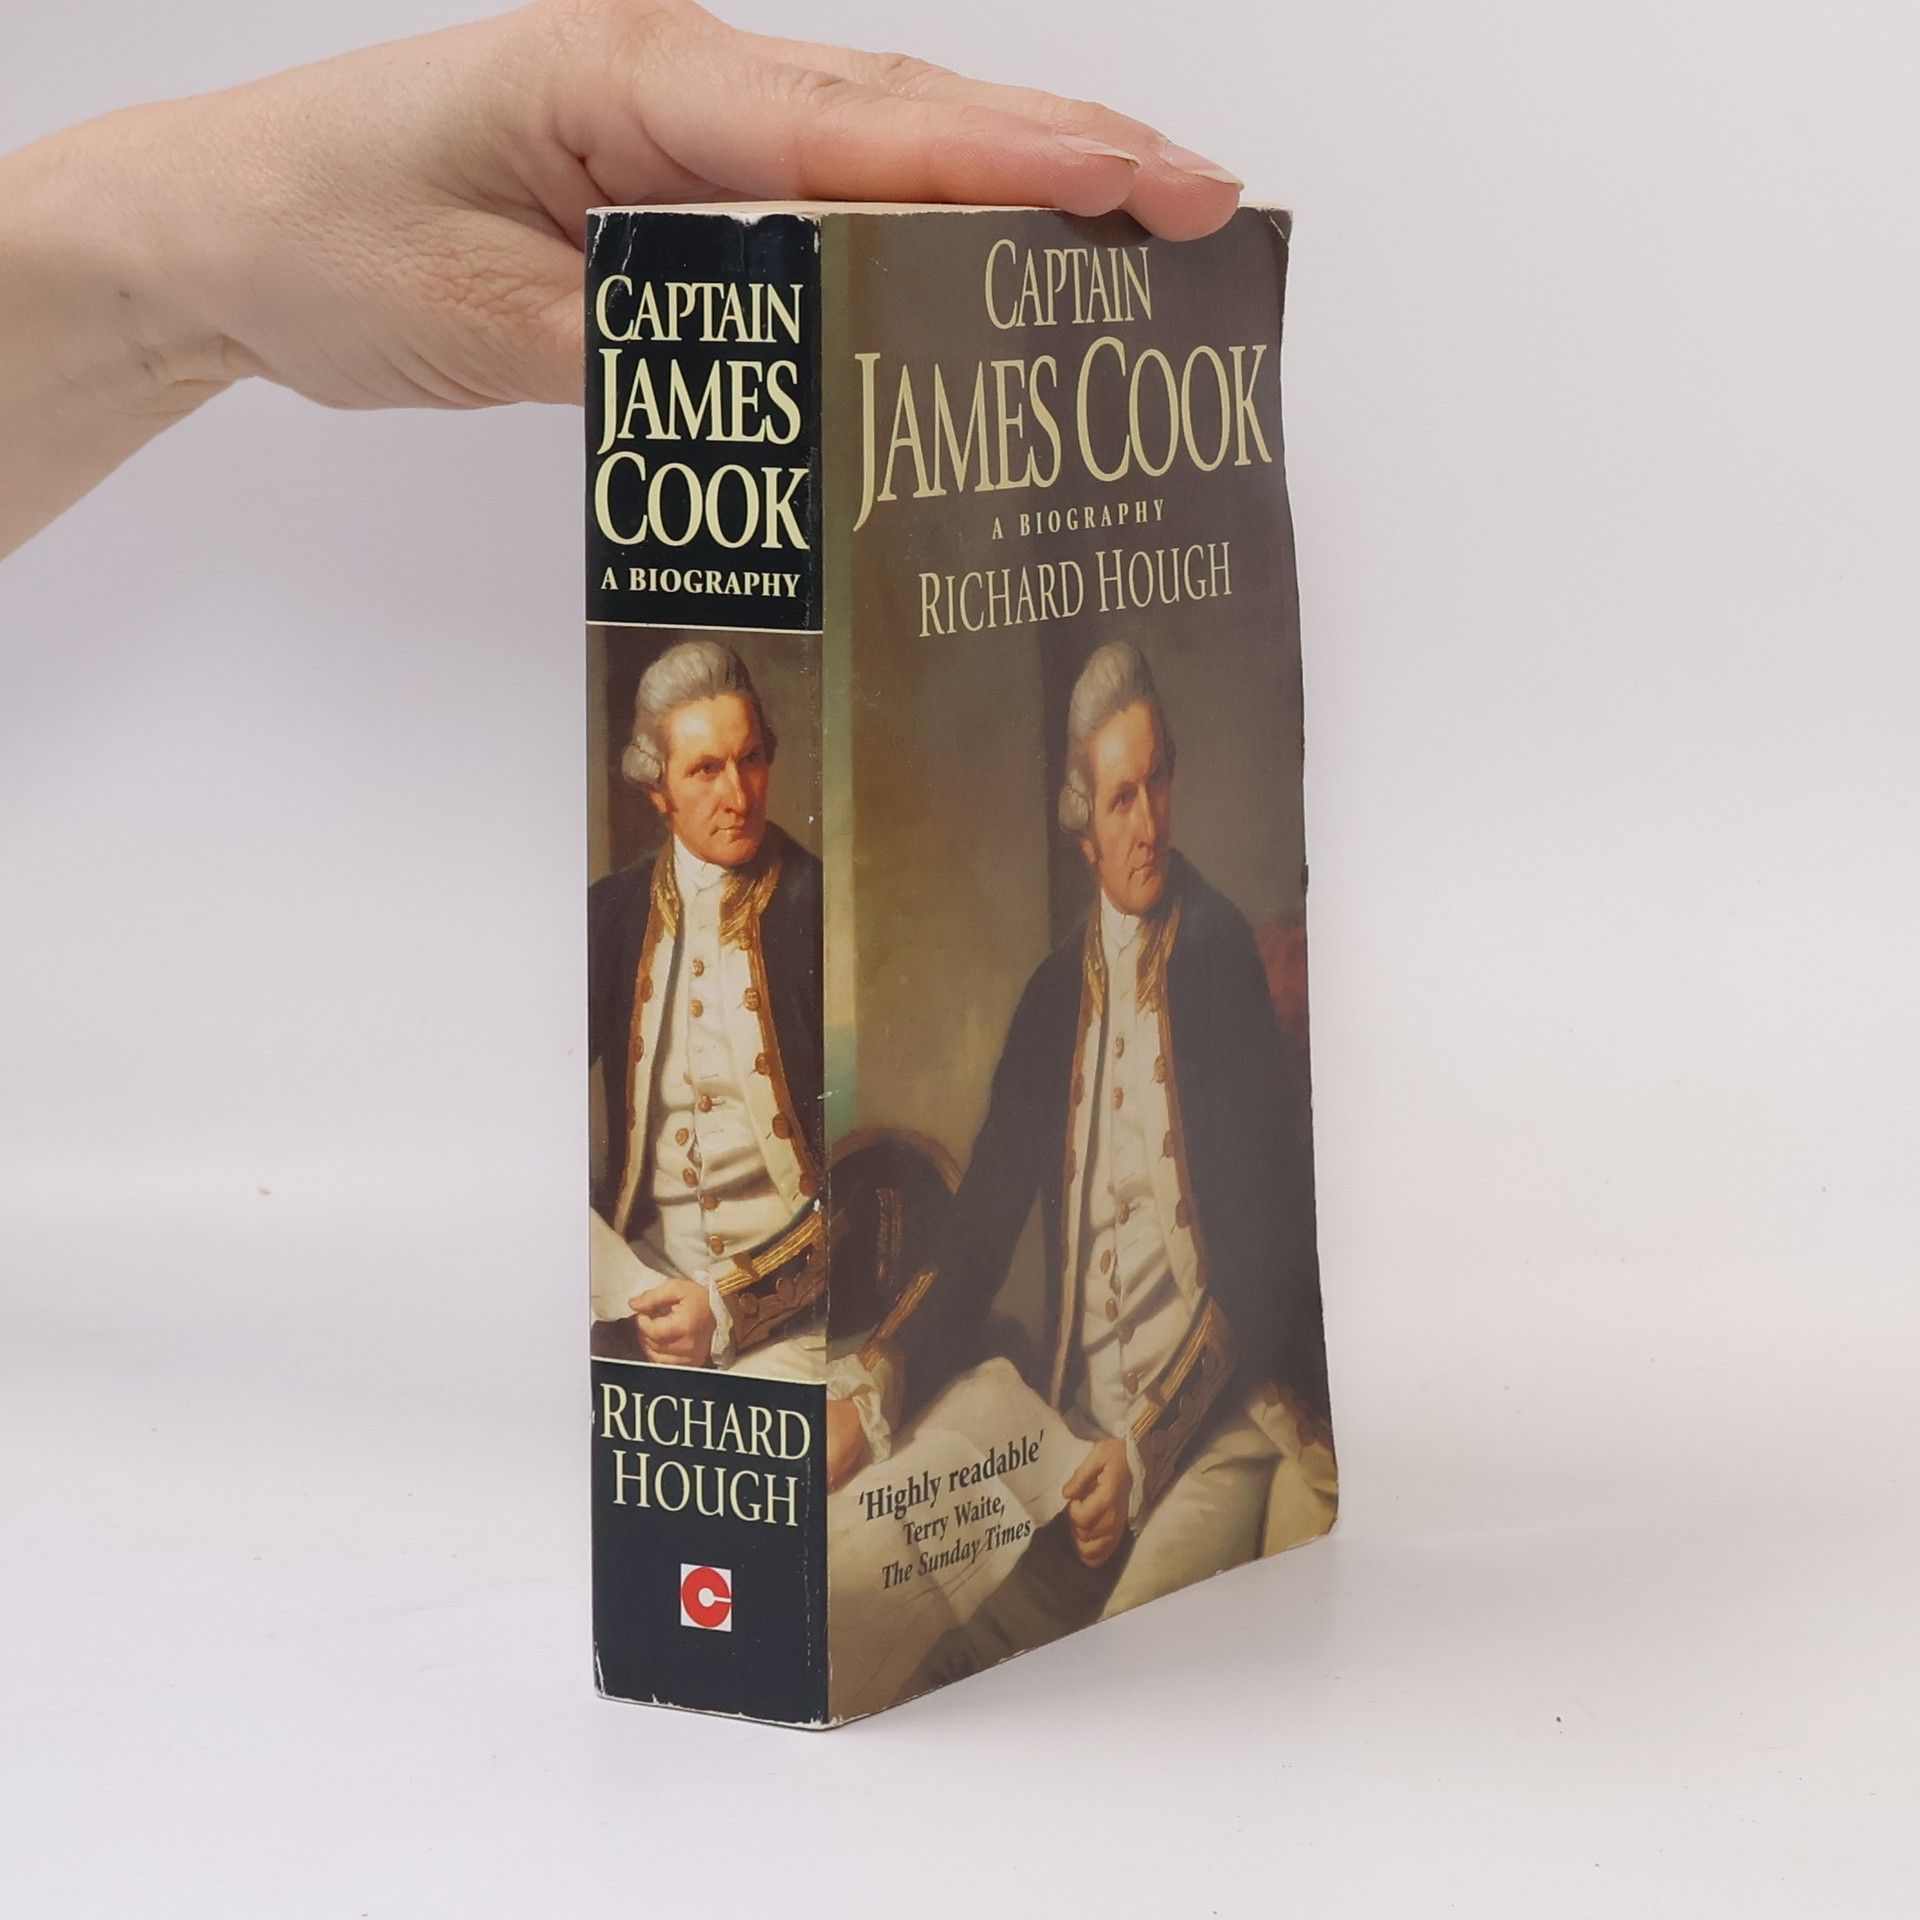 CAPTAIN
JAMES
COOK
A BIOGRAPHY
RICHARD
HOUGH
CAPTAIN
JAMES COOK
A BIOGRAPHY
RICHARD HOUGH
‘Highly readable’
Terry Waite,
The Sunday Times